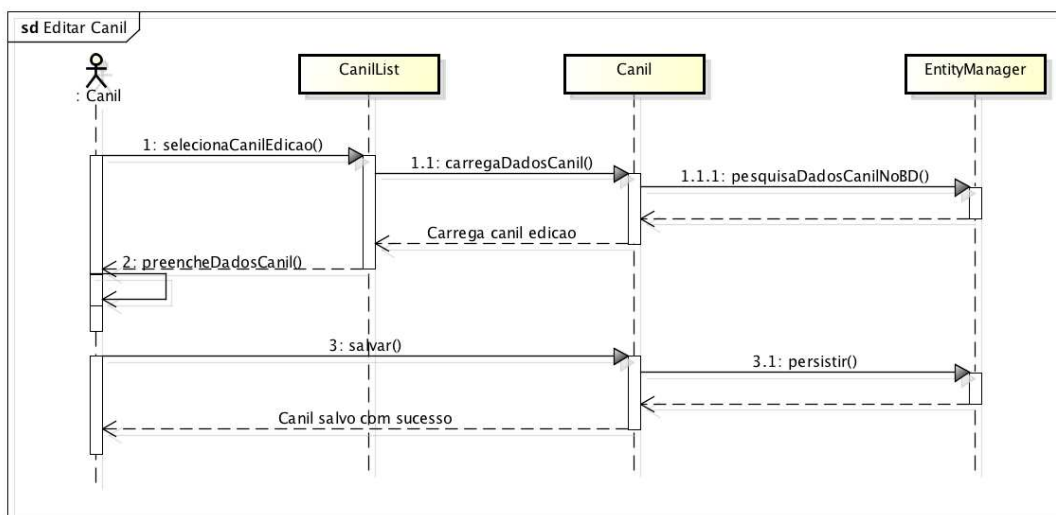 sd Editar Canil
CanilList
Canil
EntityManager
: Canil
1: selecionaCanilEdicao()
1.1: carregaDadosCanil()
1.1.1: pesquisaDadosCanilNoBD()
Carrega canil edicao
2: preencheDadosCanil()
3: salvar()
3.1: persistir()
Canil salvo com sucesso